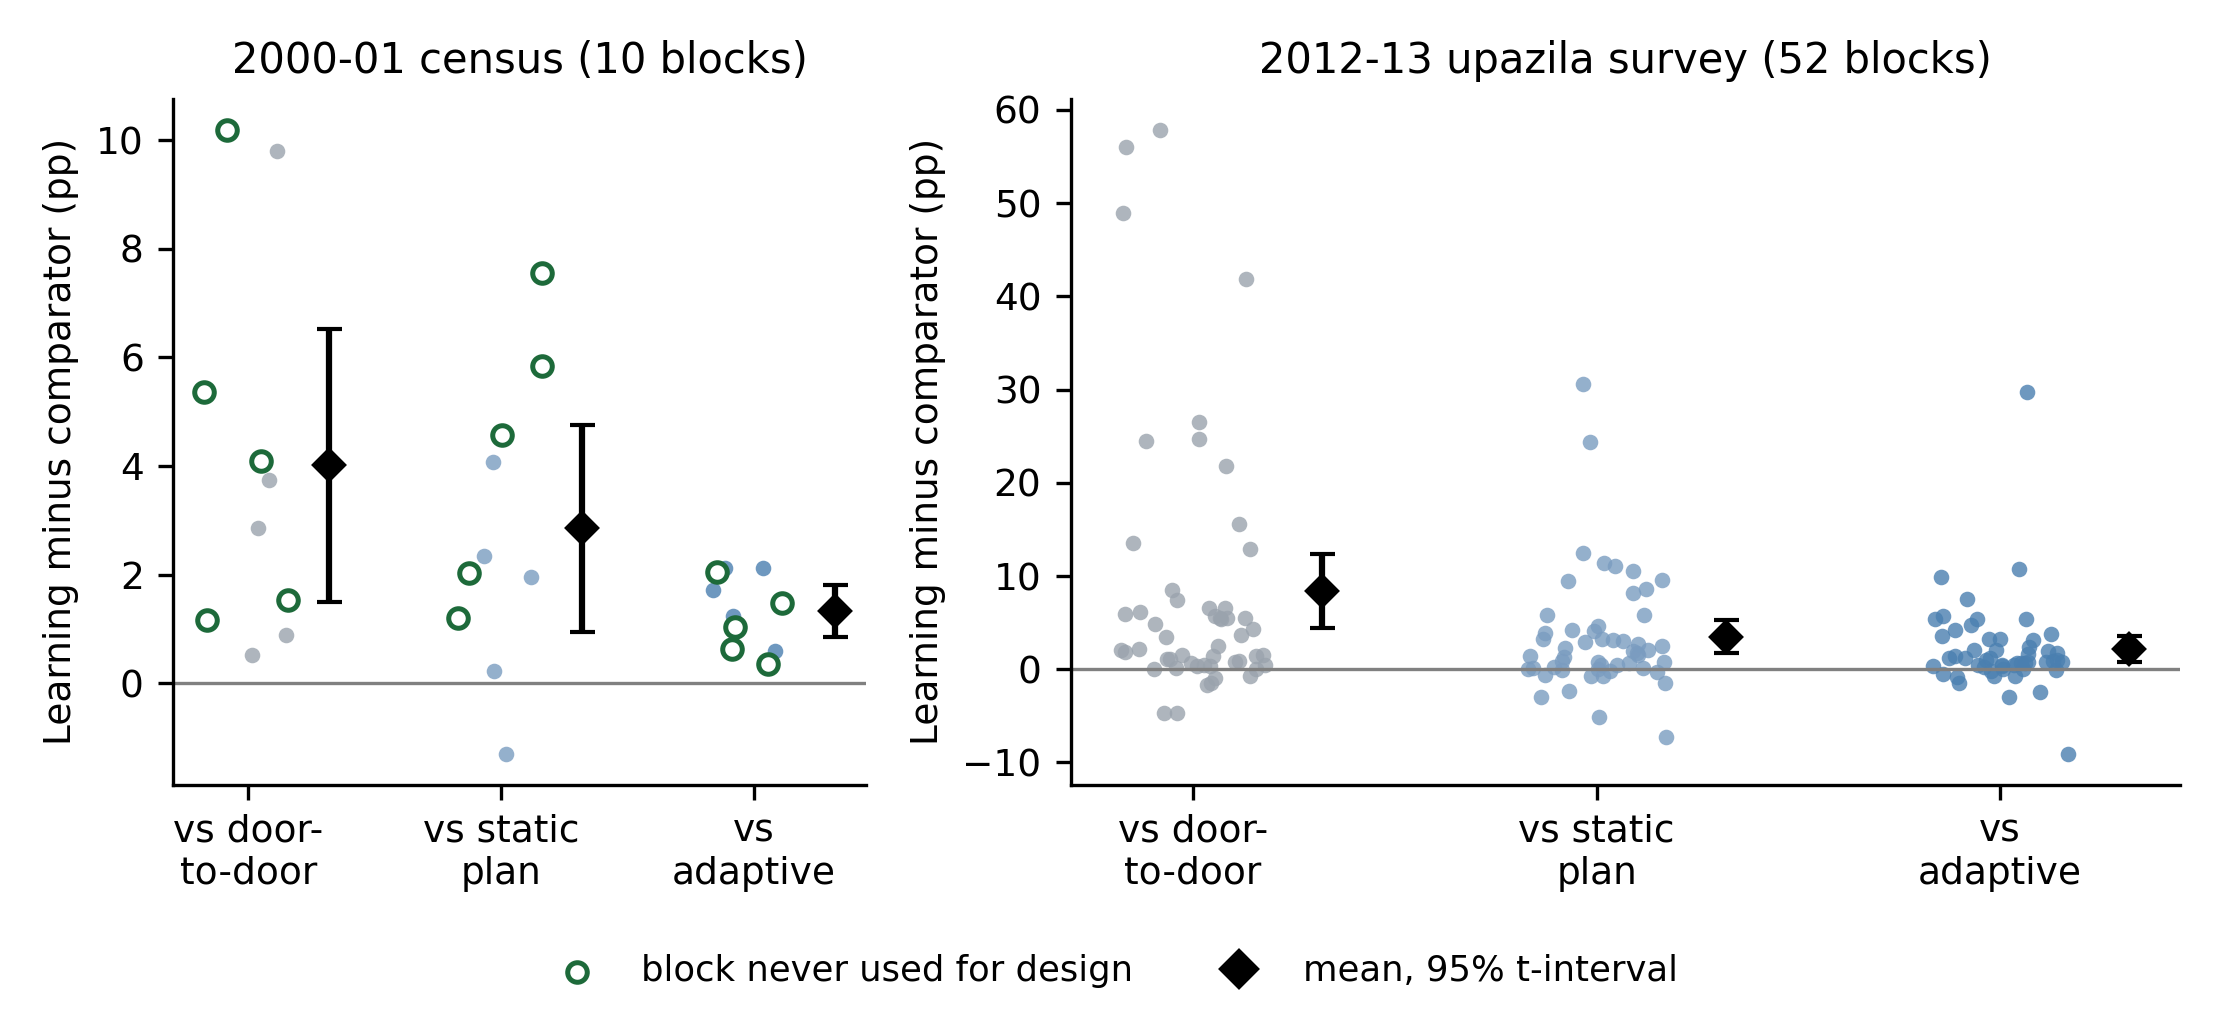 2000-01 census (10 blocks)
Learning minus comparator (pp)
10
8
6
4
2
0
vs door-
to-door
vs static
plan
vs
adaptive
2012-13 upazila survey (52 blocks)
Learning minus comparator (pp)
60
50
40
30
20
10
0
−10
vs door-
to-door
vs static
plan
vs
adaptive
block never used for design
mean, 95% t-interval